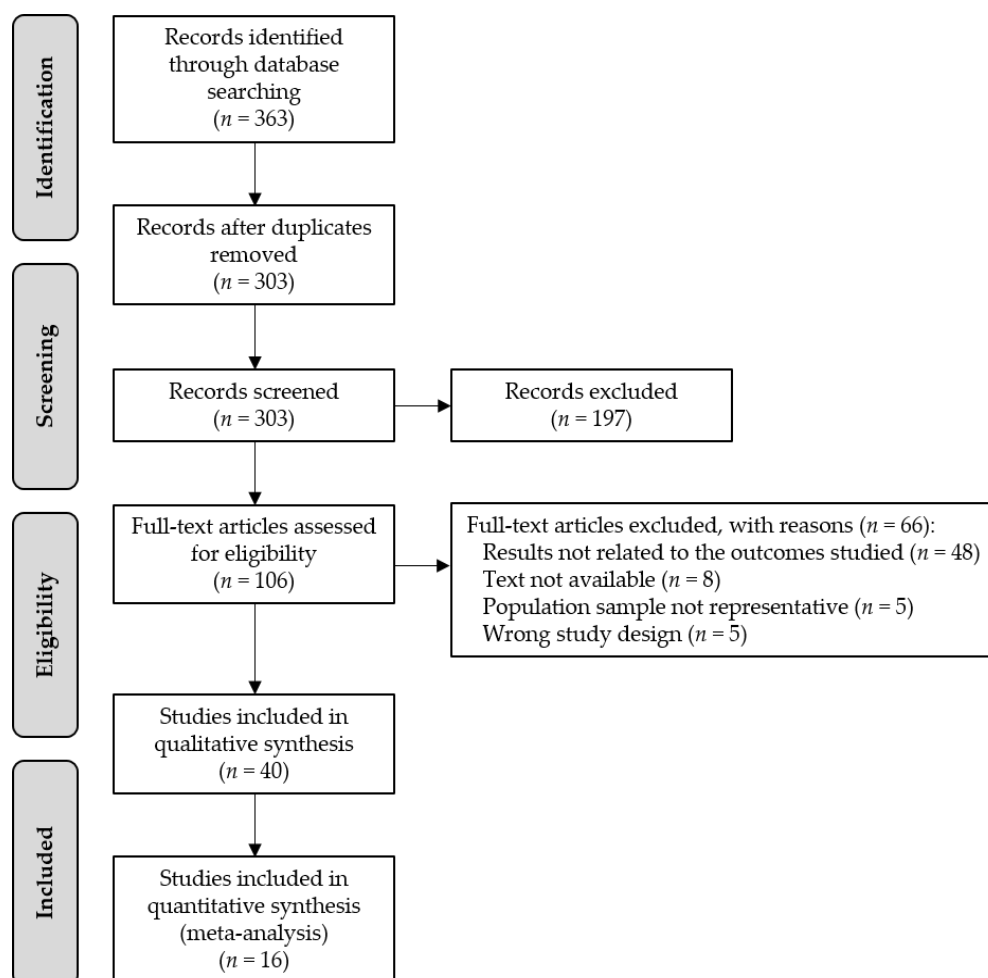 Identification
Records identified
through database
searching
(n = 363)
Records after duplicates
removed
(n = 303)
Screening
Records screened
(n = 303)
Records excluded
(n = 197)
Eligibility
Full-text articles assessed
for eligibility
(n = 106)
Full-text articles excluded, with reasons (n = 66):
Results not related to the outcomes studied (n = 48)
Text not available (n = 8)
Population sample not representative (n = 5)
Wrong study design (n = 5)
Studies included in
qualitative synthesis
(n = 40)
Included
Studies included in
quantitative synthesis
(meta-analysis)
(n = 16)